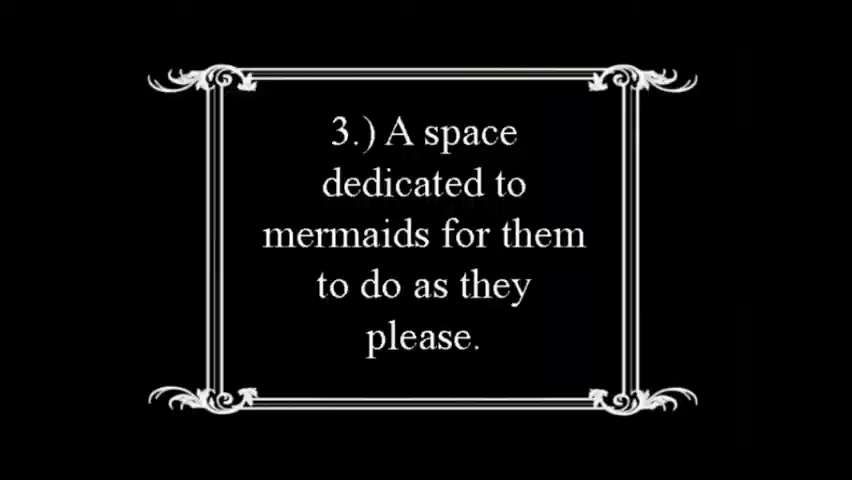 3.) A space
dedicated to
mermaids for them
to do as they
please.